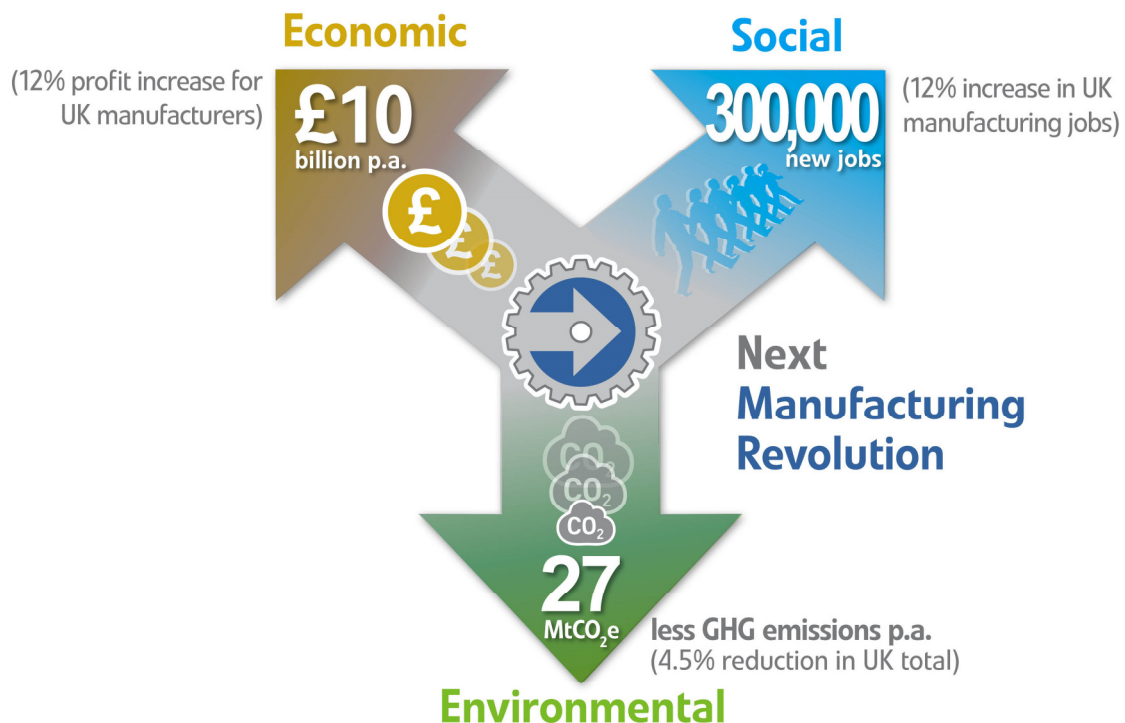 Economic
(12% profit increase for
UK manufacturers)
£10
billion p.a.
£
£
£
Social
300,000
new jobs
(12% increase in UK
manufacturing jobs)
Next
Manufacturing
Revolution
CO₂
CO₂
CO₂
27
MtCO₂e
less GHG emissions p.a.
(4.5% reduction in UK total)
Environmental